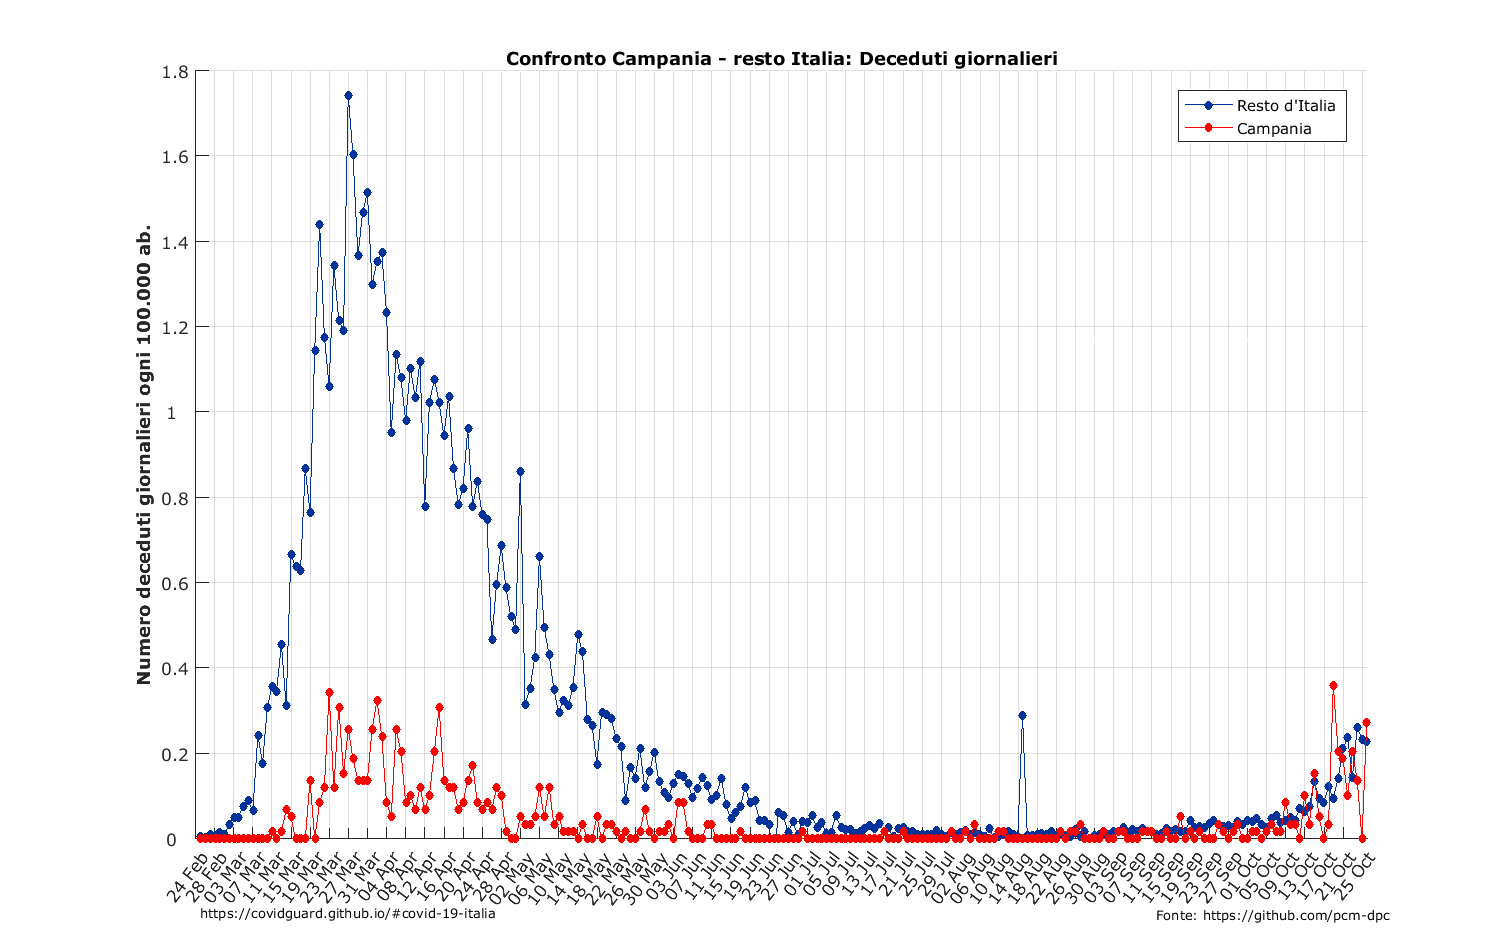 Confronto Campania - resto Italia: Deceduti giornalieri
Resto d'Italia
Campania
Numero deceduti giornalieri ogni 100.000 ab.
1.8
1.6
1.4
1.2
1
0.8
0.6
0.4
0.2
0
24 Feb
28 Feb
03 Mar
07 Mar
11 Mar
15 Mar
19 Mar
23 Mar
27 Mar
31 Mar
04 Apr
08 Apr
12 Apr
16 Apr
20 Apr
24 Apr
28 Apr
02 May
06 May
10 May
14 May
18 May
22 May
26 May
30 May
03 Jun
07 Jun
11 Jun
15 Jun
19 Jun
23 Jun
27 Jun
01 Jul
05 Jul
09 Jul
13 Jul
17 Jul
21 Jul
25 Jul
29 Jul
02 Aug
06 Aug
10 Aug
14 Aug
18 Aug
22 Aug
26 Aug
30 Aug
03 Sep
07 Sep
11 Sep
15 Sep
19 Sep
23 Sep
27 Sep
01 Oct
05 Oct
09 Oct
13 Oct
17 Oct
21 Oct
25 Oct
https://covidguard.github.io/#covid-19-italia
Fonte: https://github.com/pcm-dpc